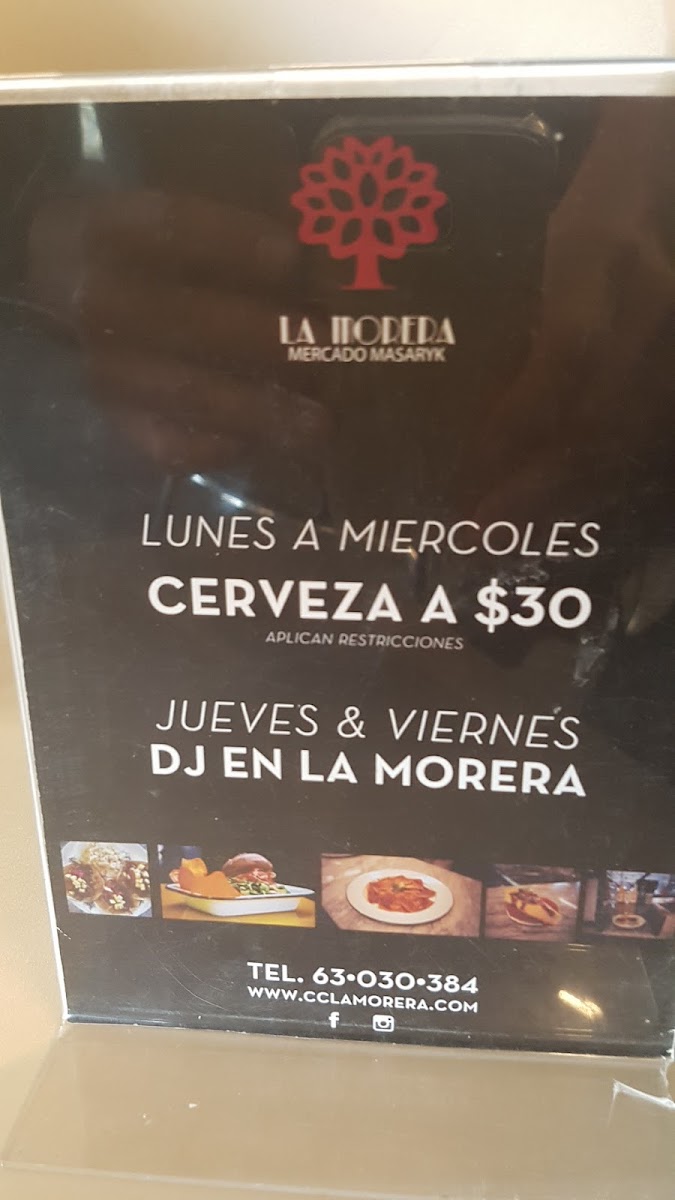 LA MORERA
MERCADO MASARYK
LUNES A MIERCOLES
CERVEZA A $30
APLICAN RESTRICCIONES
JUEVES & VIERNES
DJ EN LA MORERA
TEL. 63•030•384
WWW.CCLAMORERA.COM
f